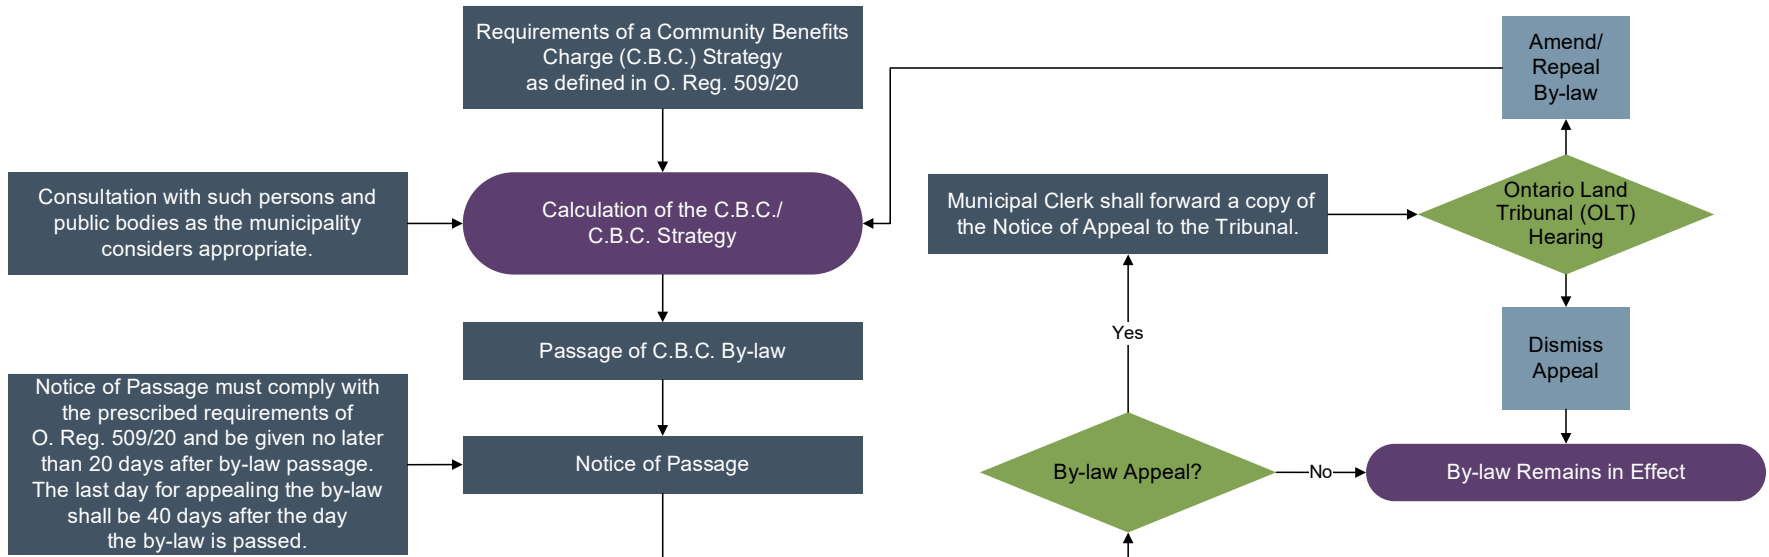 Requirements of a Community Benefits
Charge (C.B.C.) Strategy
as defined in O. Reg. 509/20
Consultation with such persons and
public bodies as the municipality
considers appropriate.
Calculation of the C.B.C./
C.B.C. Strategy
Passage of C.B.C. By-law
Notice of Passage must comply with
the prescribed requirements of
O. Reg. 509/20 and be given no later
than 20 days after by-law passage.
The last day for appealing the by-law
shall be 40 days after the day
the by-law is passed.
Notice of Passage
By-law Appeal?
Yes
No
Municipal Clerk shall forward a copy of
the Notice of Appeal to the Tribunal.
Ontario Land
Tribunal (OLT)
Hearing
Amend/
Repeal
By-law
Dismiss
Appeal
By-law Remains in Effect